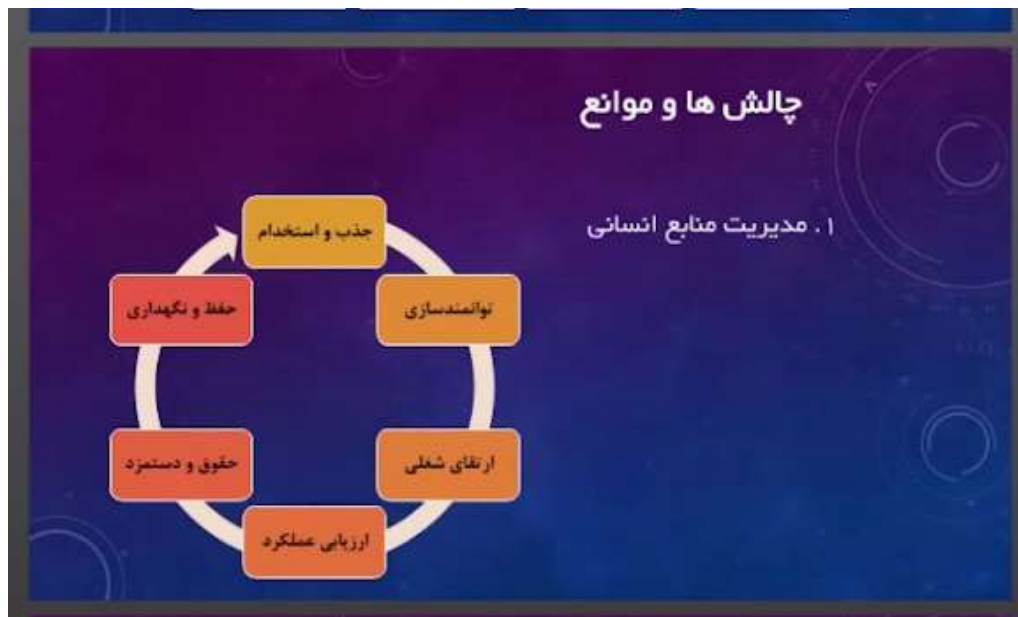 چالش ها و موانع
۱. مدیریت منابع انسانی
جذب و استخدام
توانمندسازی
ارتقای شغلی
ارزیابی عملکرد
حقوق و دستمزد
حفظ و نگهداری